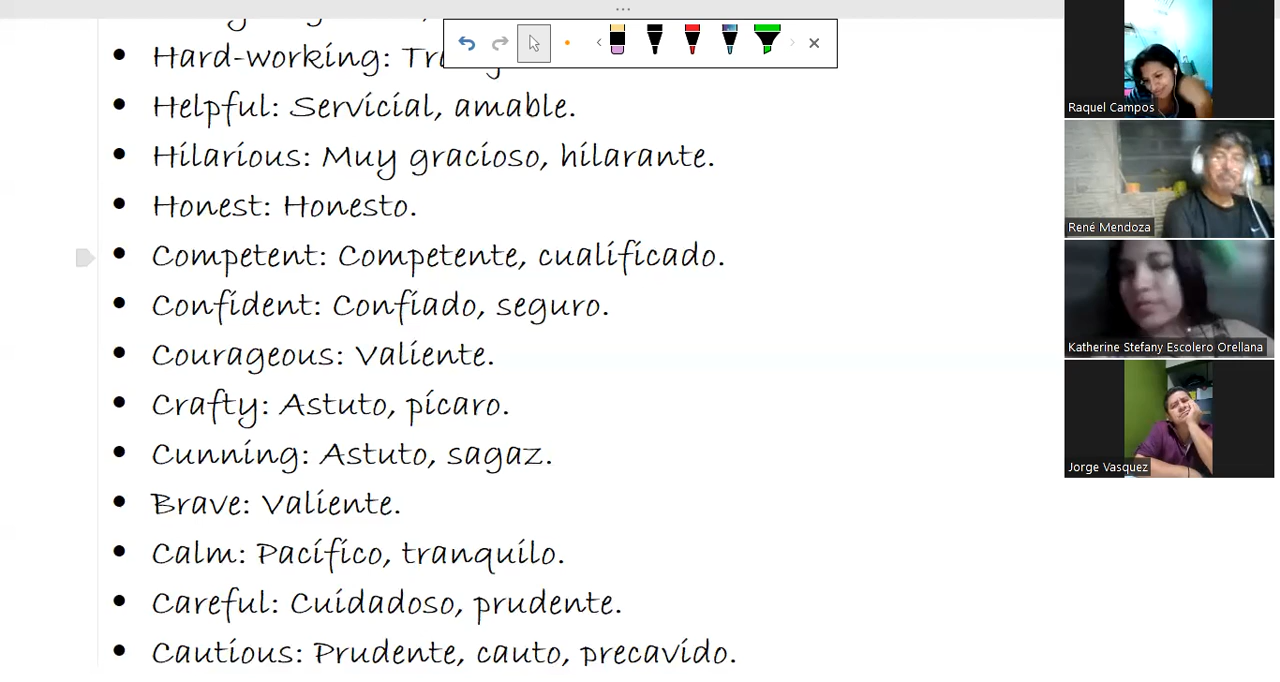 Hard-working:
Helpful: Servicial, amable.
Hilarious: Muy gracioso, hilarante.
Honest: Honesto.
Competent: Competente, cualificado.
Confident: Confiado, seguro.
Courageous: Valiente.
Crafty: Astuto, pícaro.
Cunning: Astuto, sagaz.
Brave: Valiente.
Calm: Pacífico, tranquilo.
Careful: Cuidadoso, prudente.
Cautious: Prudente, cauto, precavido.
Raquel Campos
René Mendoza
Katherine Stefany Escolero Orellana
Jorge Vasquez